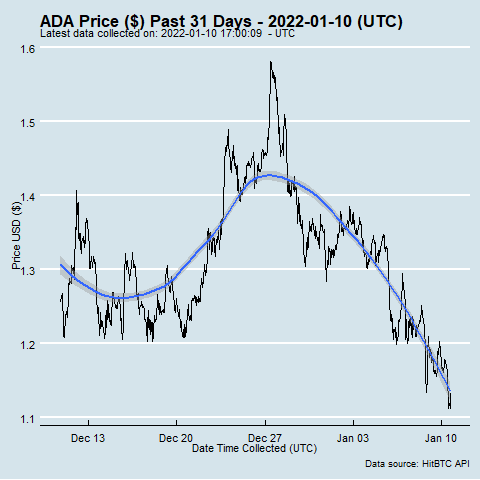 ADA Price ($) Past 31 Days - 2022-01-10 (UTC)
Latest data collected on: 2022-01-10 17:00:09 - UTC
1.6
1.5
1.4
1.3
1.2
1.1
Price USD ($)
Dec 13 Dec 20 Dec 27 Jan 03 Jan 10
Date Time Collected (UTC)
Data source: HitBTC API